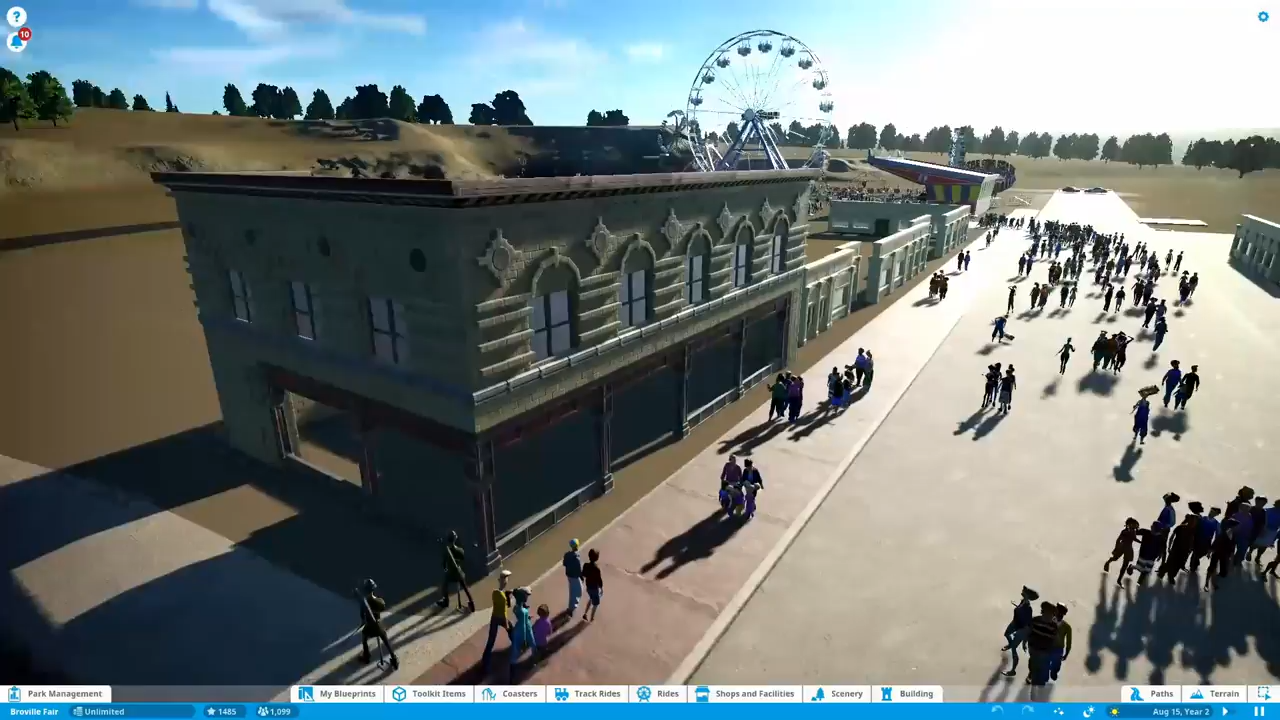 ?
10
Park Management
My Blueprints
Toolkit Items
Coasters
Track Rides
Rides
Shops and Facilities
Scenery
Building
Paths
Terrain
Broville Fair
Unlimited
1485
1,099
Aug 15, Year 2